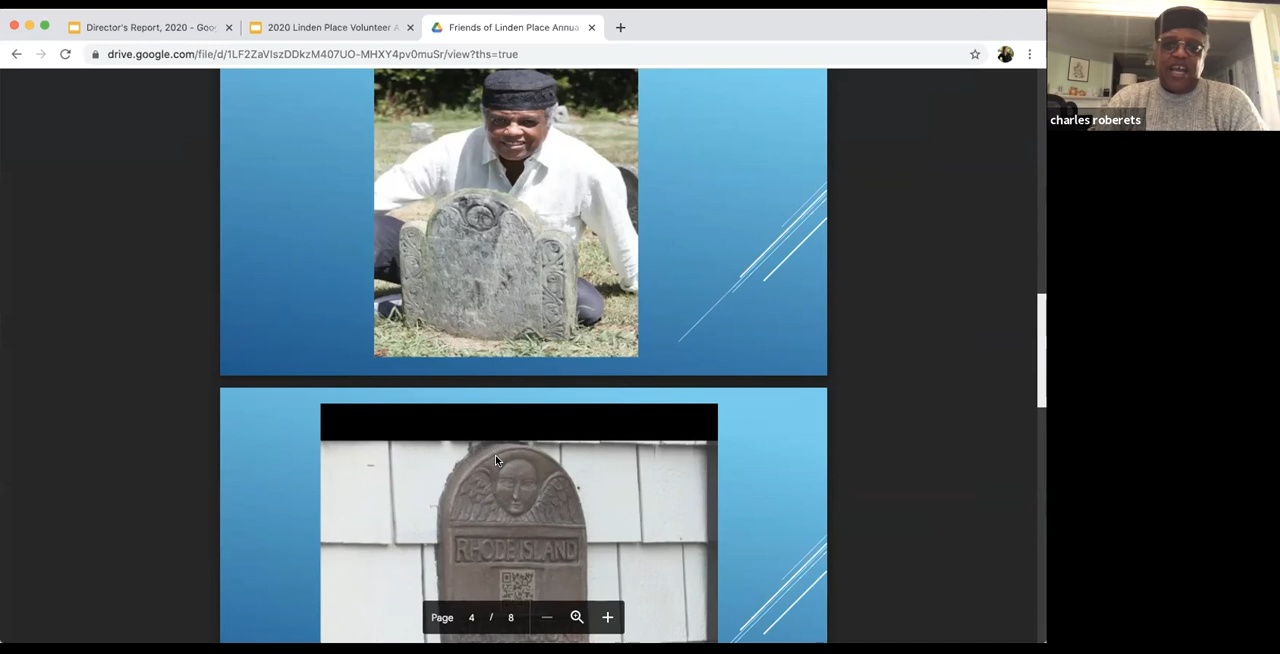 Director's Report, 2020 - Goo
2020 Linden Place Volunteer A
Friends of Linden Place Annua
drive.google.com/file/d/1LF2ZaVIszDDkzM407UO-MHXY4pv0muSr/view?ths=true
charles roberets
RHODE ISLAND
Page 4 / 8